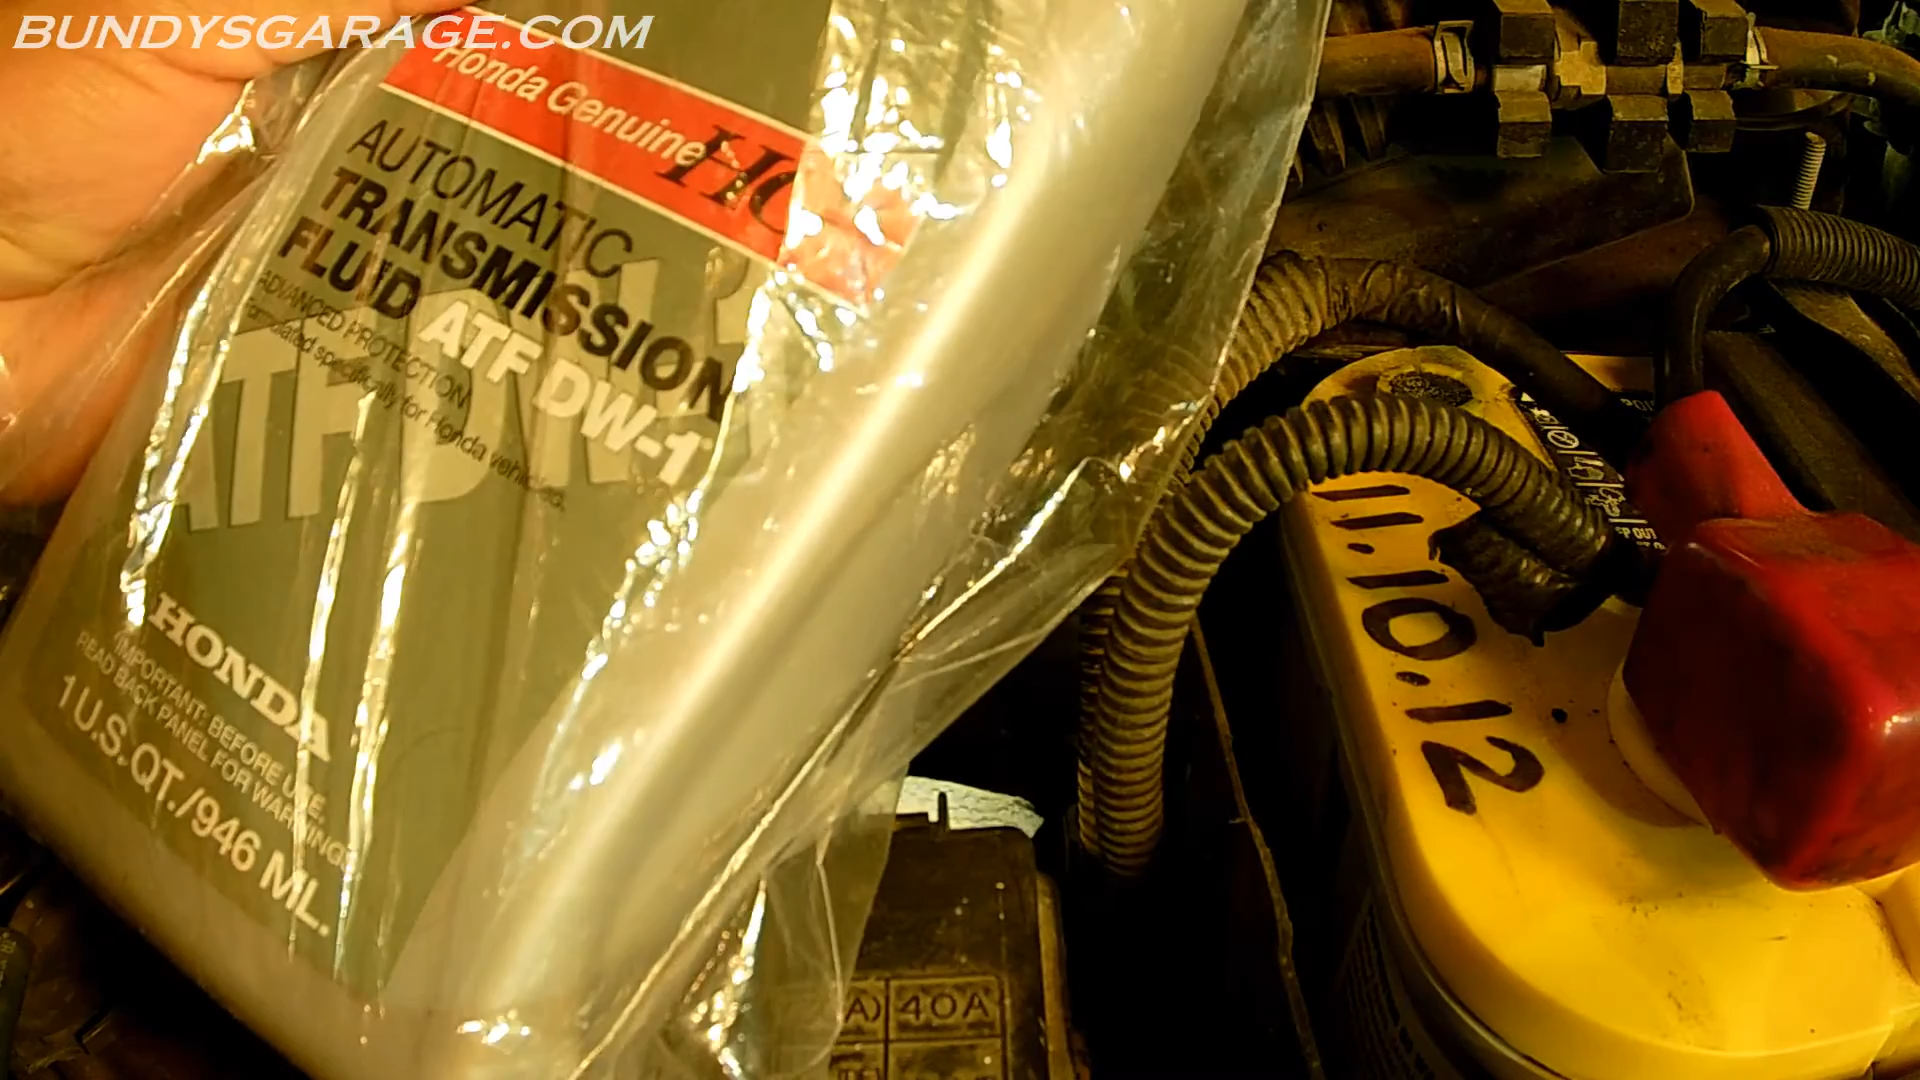 BUNDYSGARAGE.COM
Honda Genuine
AUTOMATIC
TRANSMISSION
FLUID ATF DW-1
ADVANCED PROTECTION
Formulated specifically for Honda vehicles.
HONDA
IMPORTANT: BEFORE USE,
READ BACK PANEL FOR WARNINGS
1 U.S. QT./946 ML.
11.10.12
40A